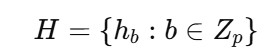 H = {h_b : b ∈ Z_p}